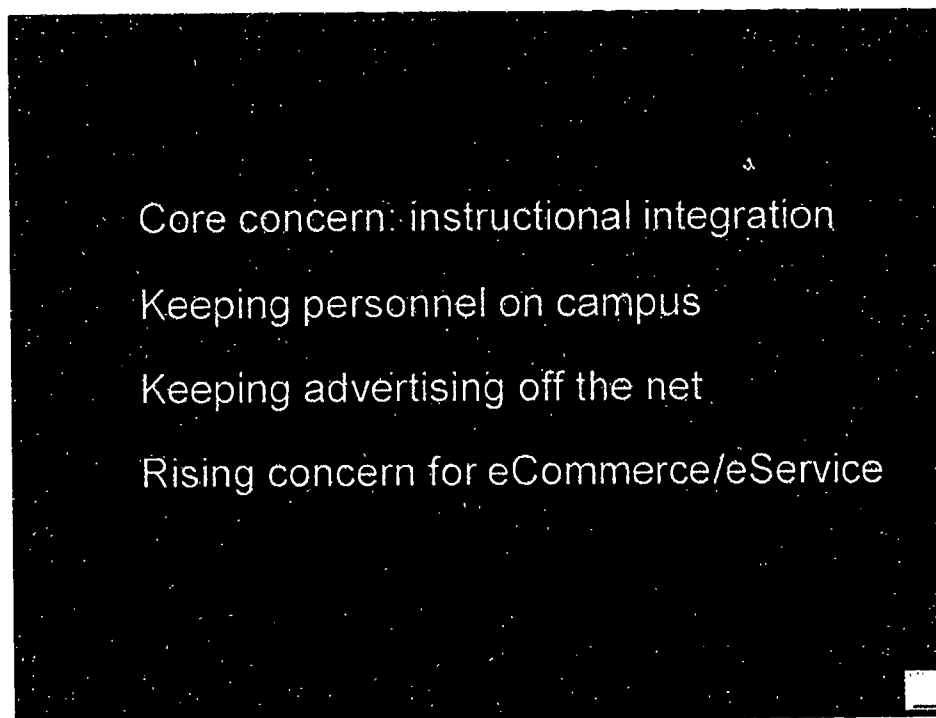 Core concern: instructional integration
Keeping personnel on campus
Keeping advertising off the net
Rising concern for eCommerce/eService